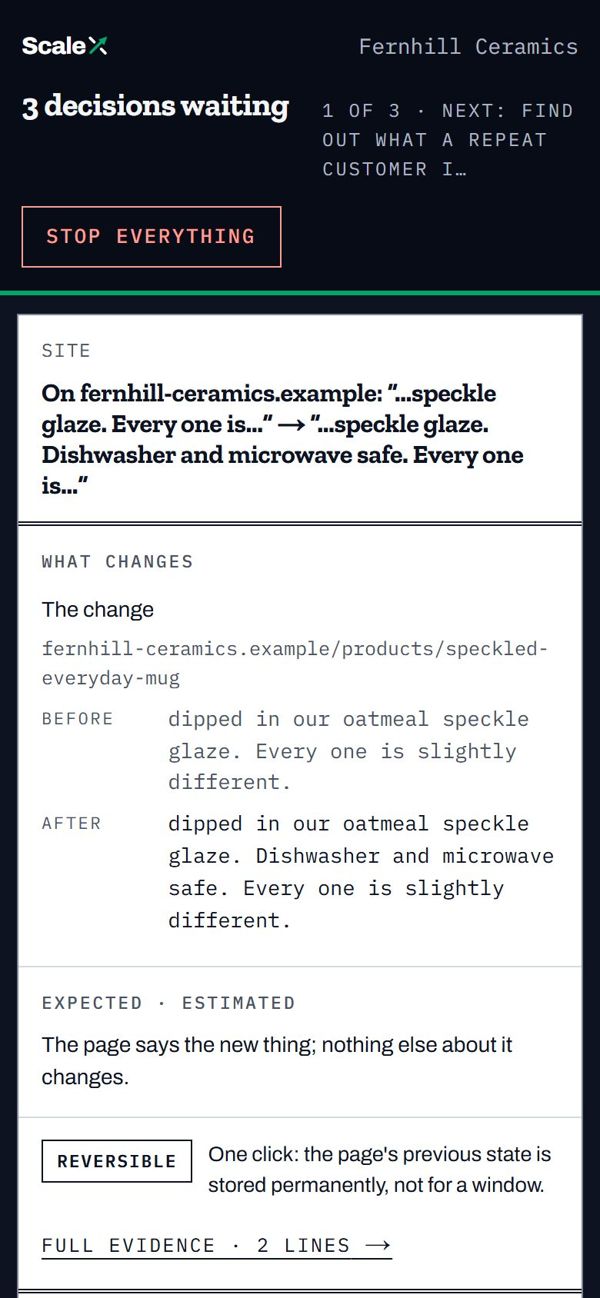 Scale
Fernhill Ceramics
3 decisions waiting
1 OF 3 · NEXT: FIND
OUT WHAT A REPEAT
CUSTOMER I…
STOP EVERYTHING
SITE
On fernhill-ceramics.example: "…speckle
glaze. Every one is…" → "…speckle glaze.
Dishwasher and microwave safe. Every one
is…"
WHAT CHANGES
The change
fernhill-ceramics.example/products/speckled-
everyday-mug
BEFORE
dipped in our oatmeal speckle
glaze. Every one is slightly
different.
AFTER
dipped in our oatmeal speckle
glaze. Dishwasher and microwave
safe. Every one is slightly
different.
EXPECTED · ESTIMATED
The page says the new thing; nothing else about it
changes.
REVERSIBLE
One click: the page's previous state is
stored permanently, not for a window.
FULL EVIDENCE · 2 LINES →